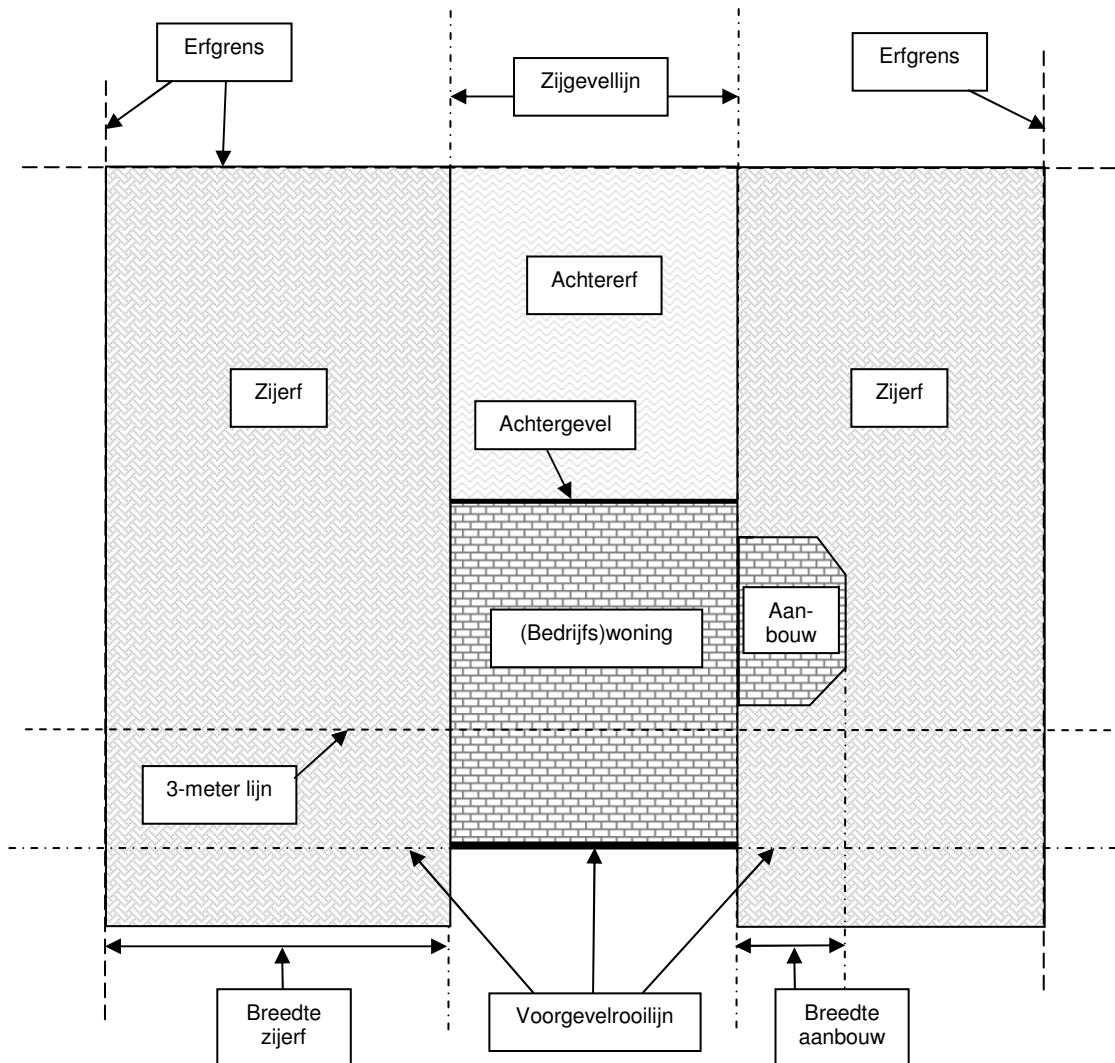 Erfgrens
Zijgevellijn
Erfgrens
Achtererf
Zijerf
Zijerf
Achtergevel
(Bedrijfs)woning
Aan-
bouw
3-meter lijn
Breedte
zijerf
Voorgevelrooilijn
Breedte
aanbouw